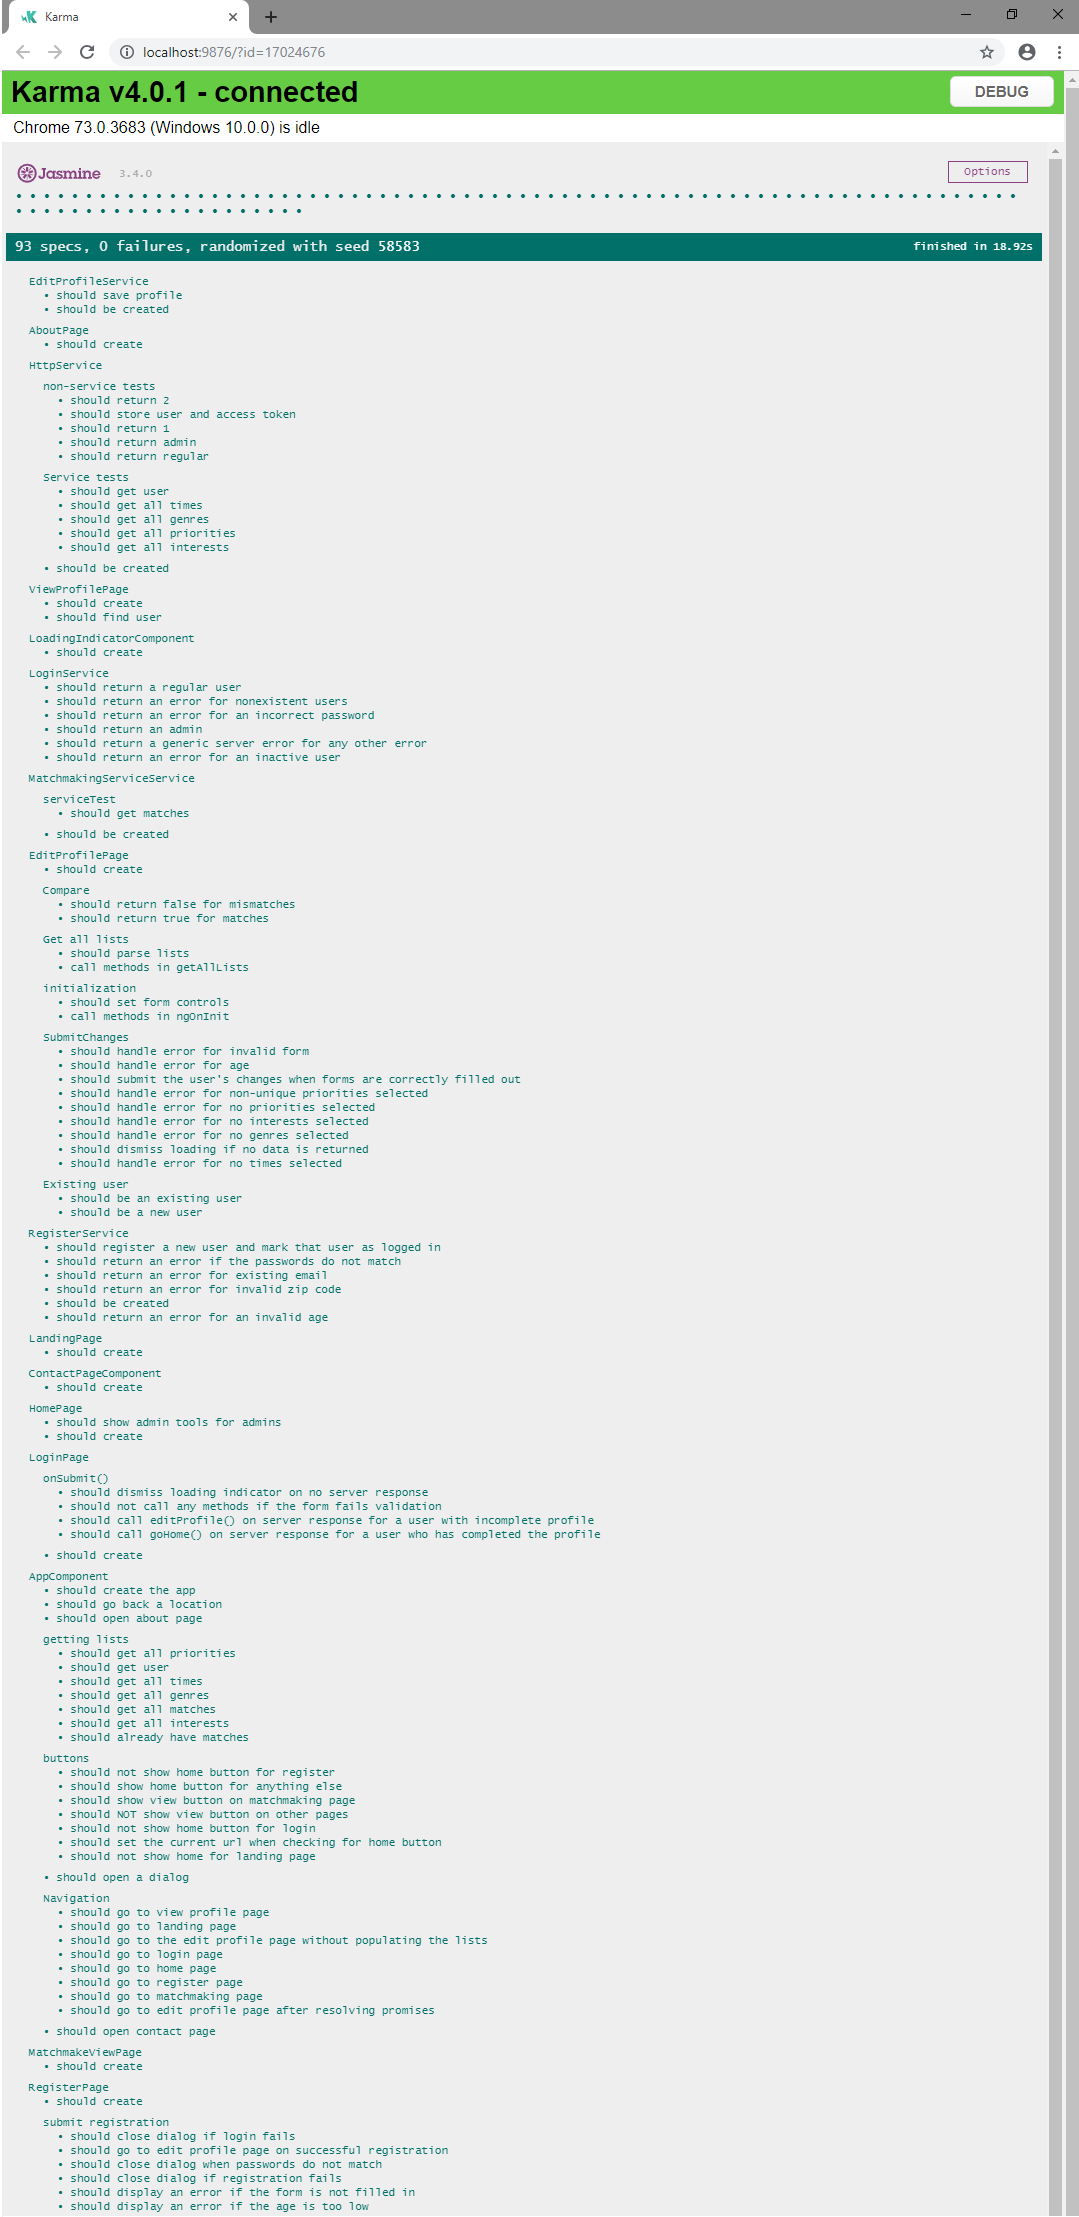 Karma
localhost:9876/?id=17024676
Karma v4.0.1 - connected
DEBUG
Chrome 73.0.3683 (Windows 10.0.0) is idle
Jasmine 3.4.0
Options
93 specs, 0 failures, randomized with seed 58583
finished in 18.92s
EditProfileService
• should save profile
• should be created
AboutPage
• should create
HttpService
non-service tests
• should return 2
• should store user and access token
• should return 1
• should return admin
• should return regular
Service tests
• should get user
• should get all times
• should get all genres
• should get all priorities
• should get all interests
• should be created
ViewProfilePage
• should create
• should find user
LoadingIndicatorComponent
• should create
LoginService
• should return a regular user
• should return an error for nonexistent users
• should return an error for an incorrect password
• should return an admin
• should return a generic server error for any other error
• should return an error for an inactive user
MatchmakingServiceService
serviceTest
• should get matches
• should be created
EditProfilePage
• should create
Compare
• should return false for mismatches
• should return true for matches
Get all lists
• should parse lists
• call methods in getAllLists
initialization
• should set form controls
• call methods in ngOnInit
SubmitChanges
• should handle error for invalid form
• should handle error for age
• should submit the user's changes when forms are correctly filled out
• should handle error for non-unique priorities selected
• should handle error for no priorities selected
• should handle error for no interests selected
• should handle error for no genres selected
• should dismiss loading if no data is returned
• should handle error for no times selected
Existing user
• should be an existing user
• should be a new user
RegisterService
• should register a new user and mark that user as logged in
• should return an error if the passwords do not match
• should return an error for existing email
• should return an error for invalid zip code
• should be created
• should return an error for an invalid age
LandingPage
• should create
ContactPageComponent
• should create
HomePage
• should show admin tools for admins
• should create
LoginPage
onSubmit()
• should dismiss loading indicator on no server response
• should not call any methods if the form fails validation
• should call editProfile() on server response for a user with incomplete profile
• should call goHome() on server response for a user who has completed the profile
• should create
AppComponent
• should create the app
• should go back a location
• should open about page
getting lists
• should get all priorities
• should get user
• should get all times
• should get all genres
• should get all matches
• should get all interests
• should already have matches
buttons
• should not show home button for register
• should show home button for anything else
• should show view button on matchmaking page
• should NOT show view button on other pages
• should not show home button for login
• should set the current url when checking for home button
• should not show home for landing page
• should open a dialog
Navigation
• should go to view profile page
• should go to landing page
• should go to the edit profile page without populating the lists
• should go to login page
• should go to home page
• should go to register page
• should go to matchmaking page
• should go to edit profile page after resolving promises
• should open contact page
MatchmakeViewPage
• should create
RegisterPage
• should create
submit registration
• should close dialog if login fails
• should go to edit profile page on successful registration
• should close dialog when passwords do not match
• should close dialog if registration fails
• should display an error if the form is not filled in
• should display an error if the age is too low